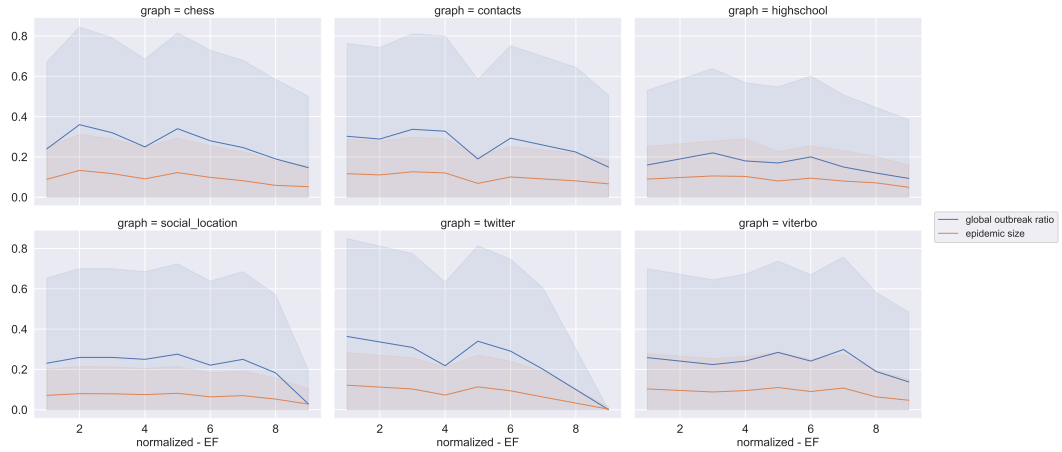 graph = chess
graph = contacts
graph = highschool
0.8
0.6
0.4
0.2
0.0
graph = social_location
graph = twitter
graph = viterbo
0.8
0.6
0.4
0.2
0.0
2 4 6 8
2 4 6 8
2 4 6 8
normalized - EF
normalized - EF
normalized - EF
global outbreak ratio
epidemic size